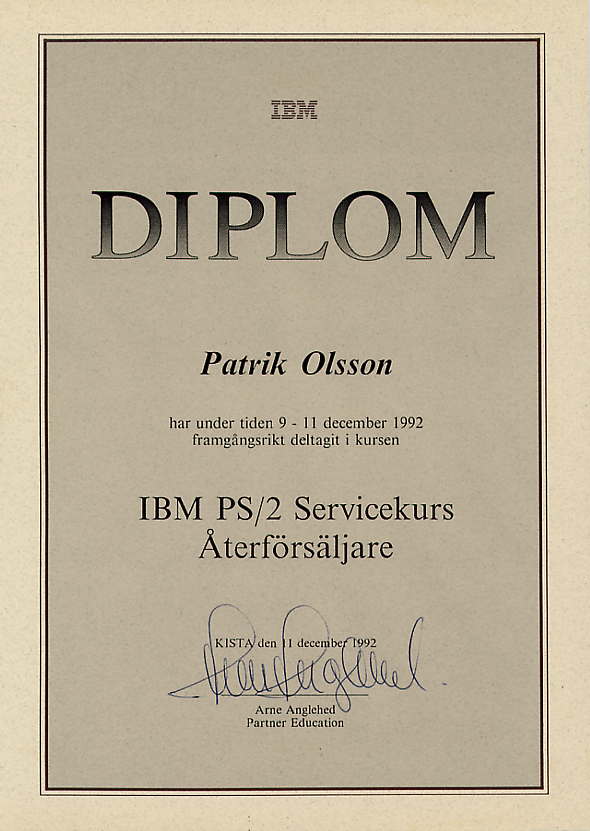 IBM
DIPLOM
Patrik Olsson
har under tiden 9 - 11 december 1992
framgångsrikt deltagit i kursen
IBM PS/2 Servicekurs
Återförsäljare
KISTA den 11 december 1992
Arne Anglehed
Partner Education